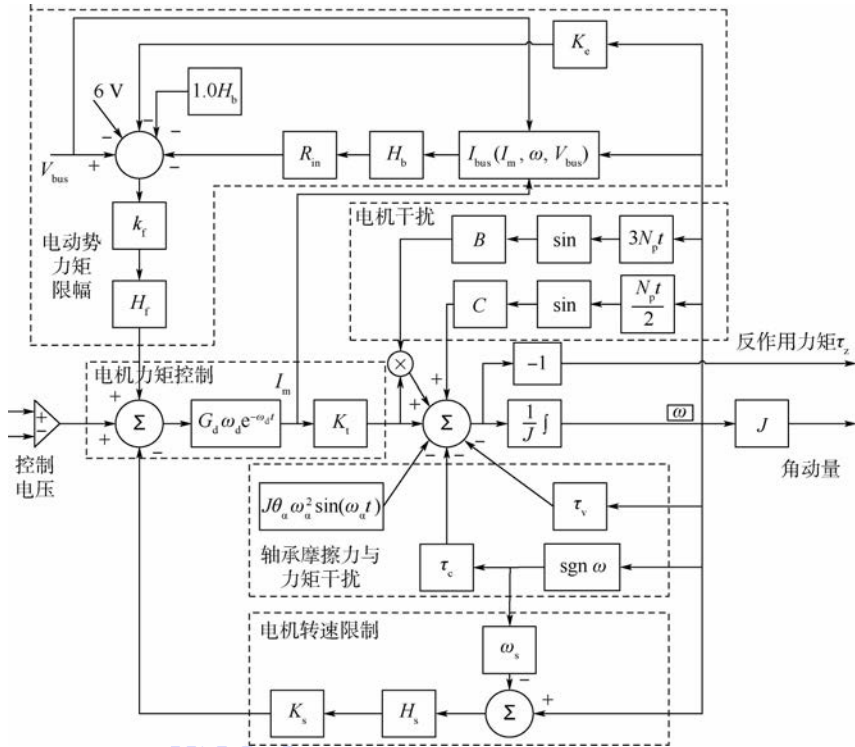 K_e
6 V
1.0H_b
V_bus
R_in
H_b
I_bus(I_m, ω, V_bus)
k_f
电动势
力矩
限幅
H_f
电机干扰
B
sin
3N_p t
C
sin
N_p t
2
反作用力矩τ_z
−1
电机力矩控制
I_m
Σ
G_d ω_d e^{−ω_d t}
K_t
×
Σ
1/J ∫
ω
J
控制
电压
角动量
Jθ_α ω_α² sin(ω_α t)
τ_v
轴承摩擦力与
力矩干扰
τ_c
sgn ω
电机转速限制
ω_s
K_s
H_s
Σ